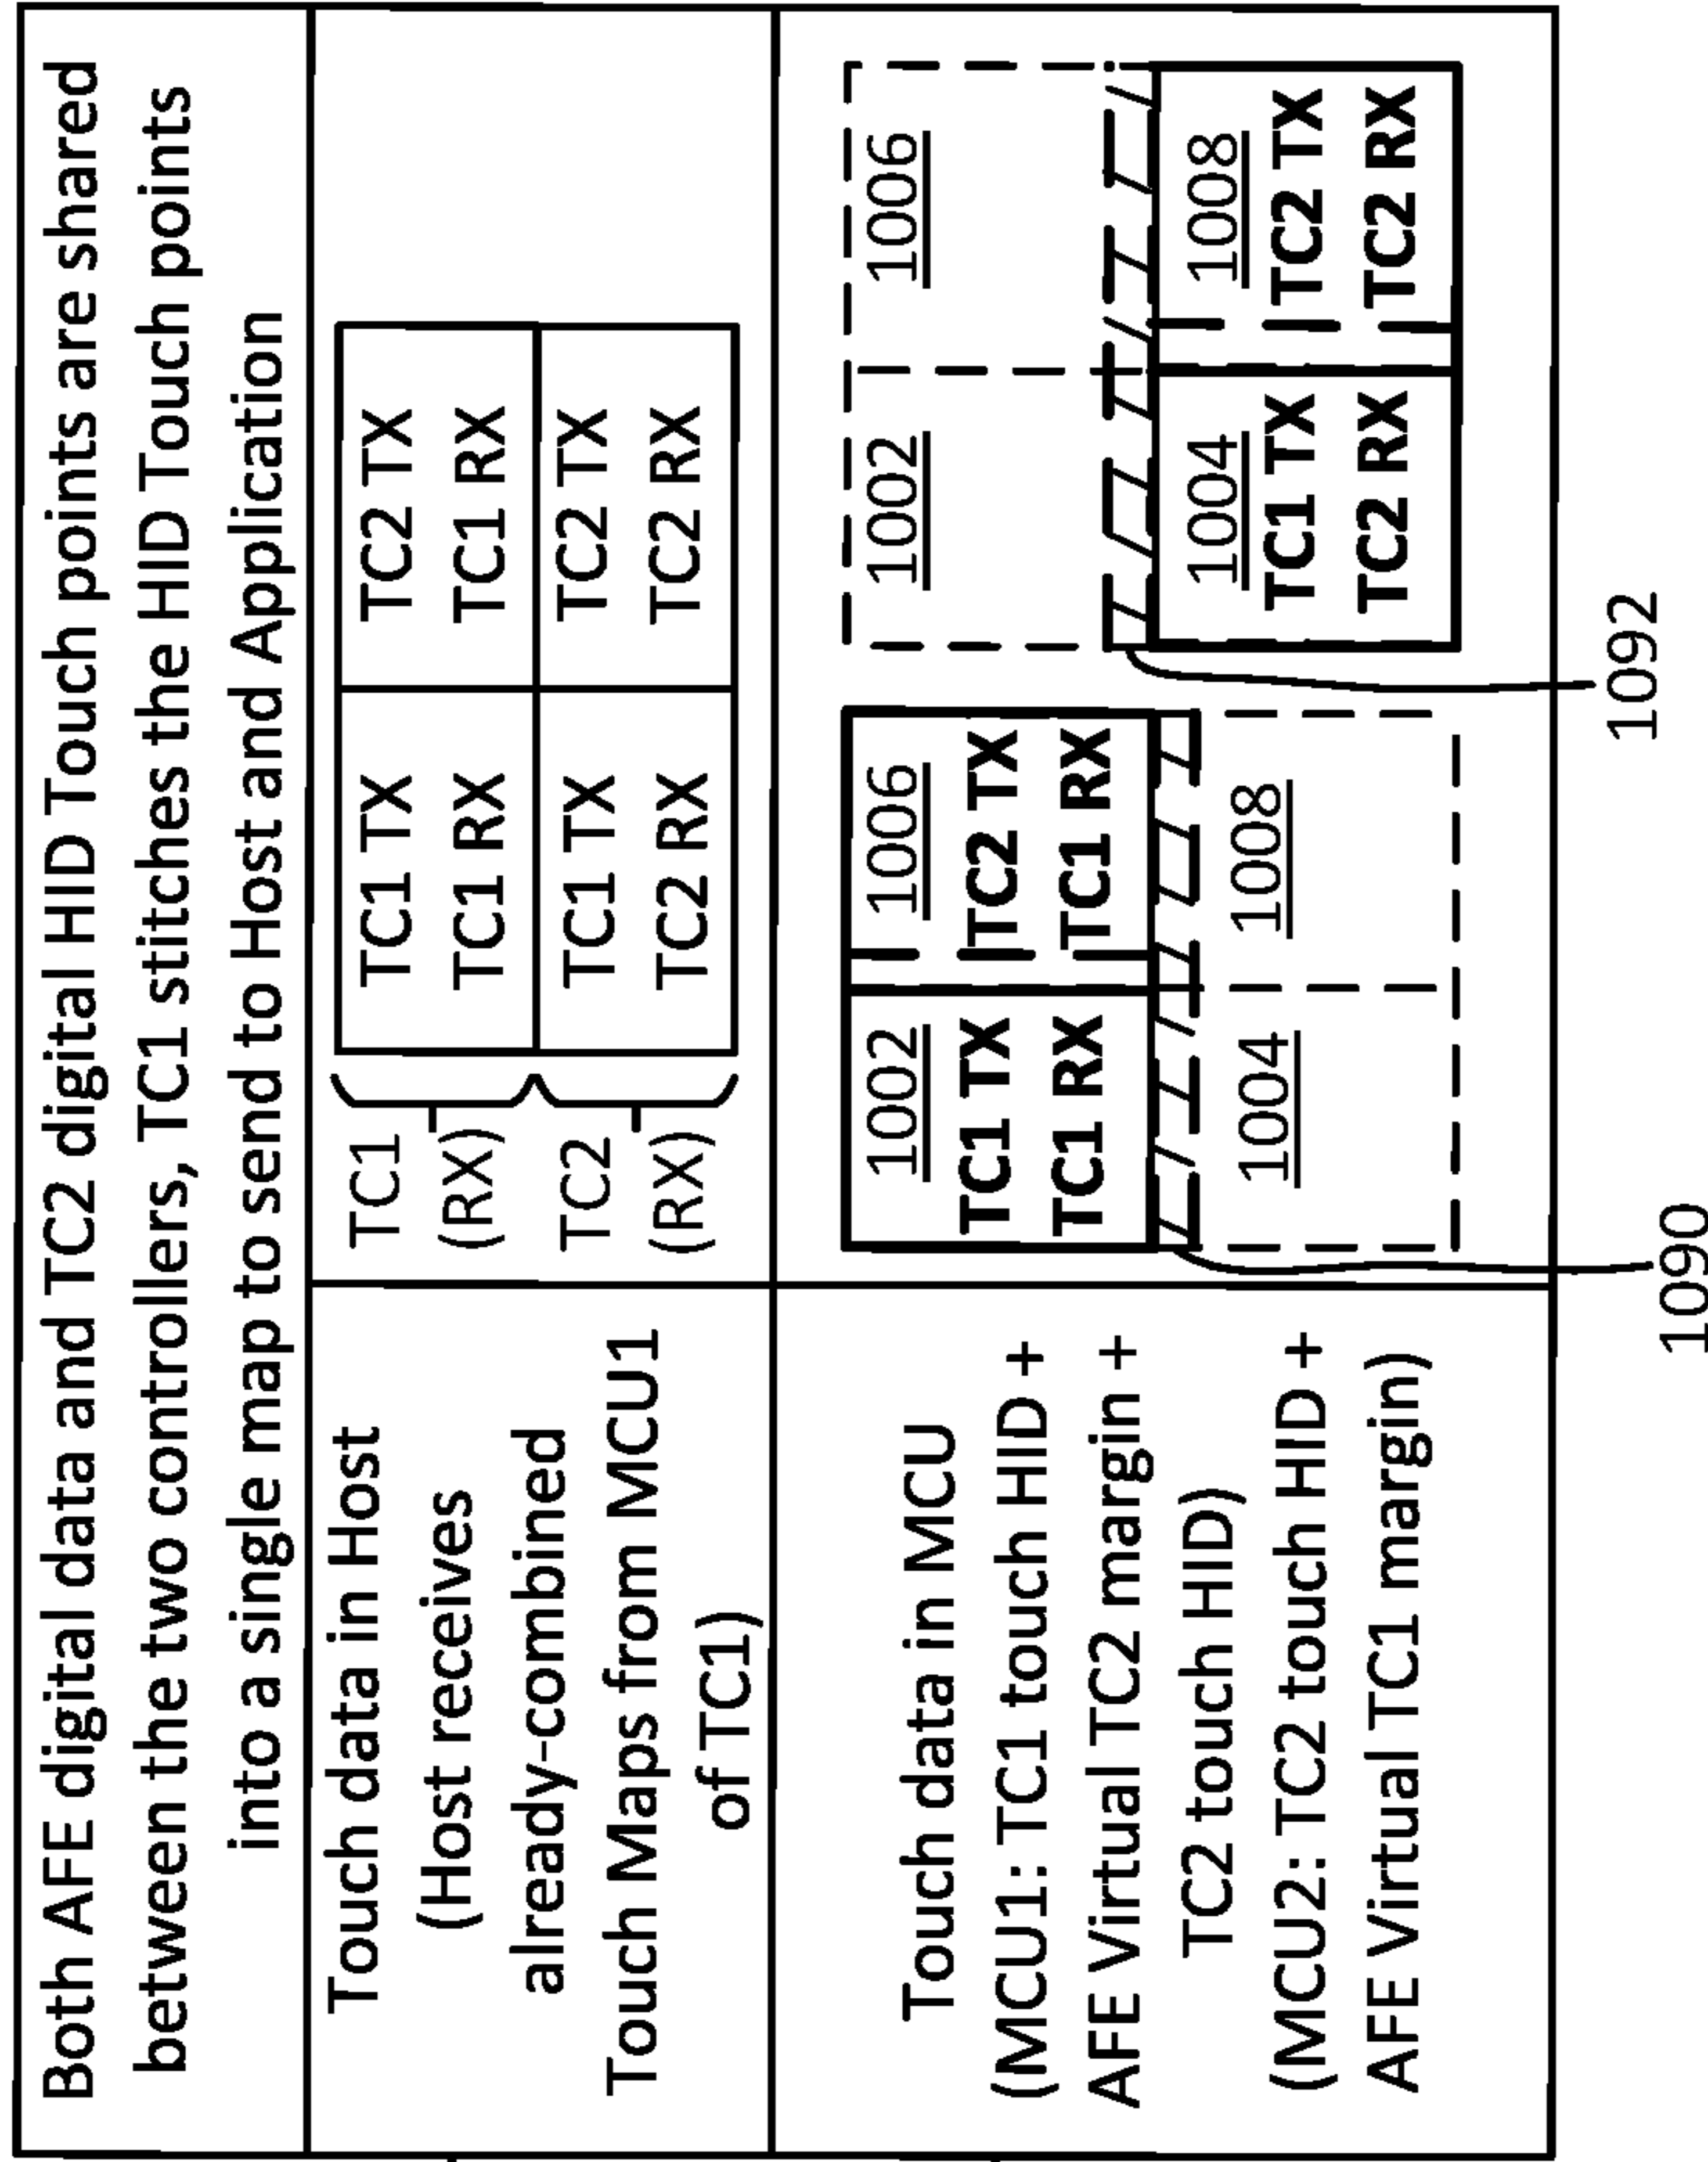 Both AFE digital data and TC2 digital HID Touch points are shared
between the two controllers, TC1 stitches the HID Touch points
into a single map to send to Host and Application
Touch data in Host
(Host receives
already-combined
Touch Maps from MCU1
of TC1)
TC1
(RX)
TC2
(RX)
TC1 TX
TC1 RX
TC2 TX
TC1 RX
TC1 TX
TC2 RX
TC2 TX
TC2 RX
Touch data in MCU
(MCU1: TC1 touch HID +
AFE Virtual TC2 margin +
TC2 touch HID)
(MCU2: TC2 touch HID +
AFE Virtual TC1 margin)
1002
TC1 TX
TC1 RX
1006
TC2 TX
TC1 RX
1004
1008
1002
1006
1004
TC1 TX
TC2 RX
1008
TC2 TX
TC2 RX
1090
1092